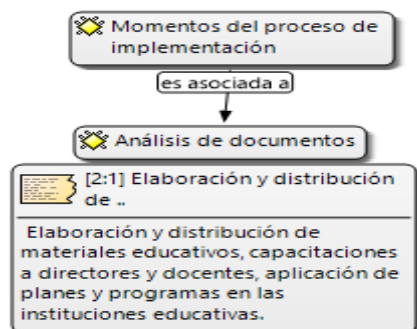 Momentos del proceso de
implementación
es asociada a
Análisis de documentos
[2:1] Elaboración y distribución
de ..
Elaboración y distribución de
materiales educativos, capacitaciones
a directores y docentes, aplicación de
planes y programas en las
instituciones educativas.